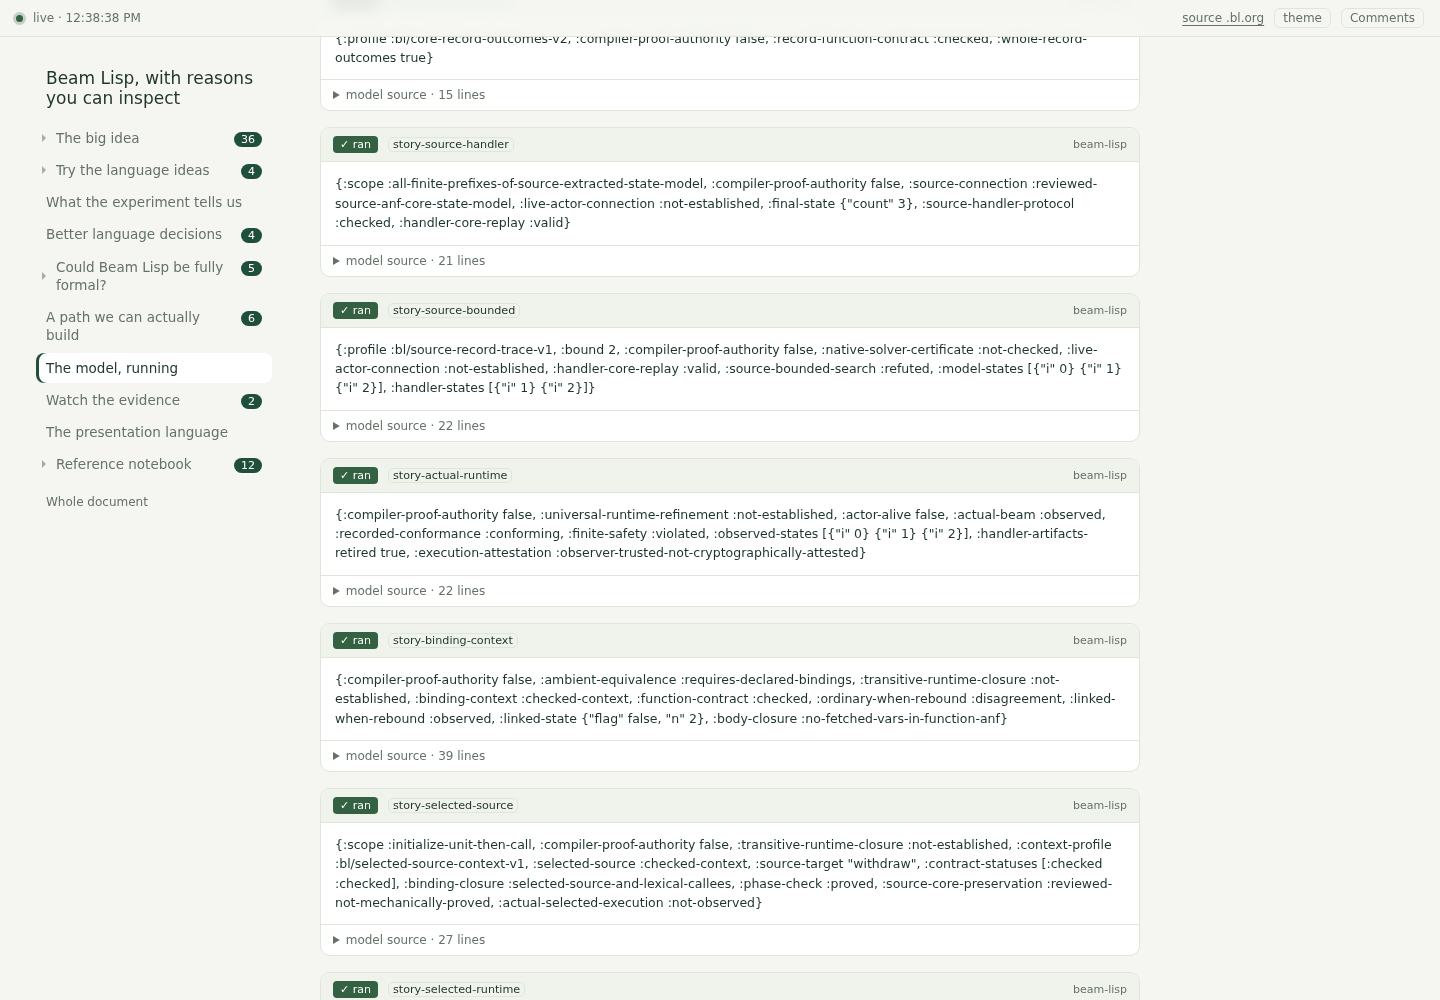 live · 12:38:38 PM
source .bl.org
theme
Comments
Beam Lisp, with reasons
you can inspect
The big idea
36
Try the language ideas
4
What the experiment tells us
Better language decisions
4
Could Beam Lisp be fully
formal?
5
A path we can actually
build
6
The model, running
Watch the evidence
2
The presentation language
Reference notebook
12
Whole document
{:profile :bl/core-record-outcomes-v2, :compiler-proof-authority false, :record-function-contract :checked, :whole-record-
outcomes true}
model source · 15 lines
✓ ran
story-source-handler
beam-lisp
{:scope :all-finite-prefixes-of-source-extracted-state-model, :compiler-proof-authority false, :source-connection :reviewed-
source-anf-core-state-model, :live-actor-connection :not-established, :final-state {"count" 3}, :source-handler-protocol
:checked, :handler-core-replay :valid}
model source · 21 lines
✓ ran
story-source-bounded
beam-lisp
{:profile :bl/source-record-trace-v1, :bound 2, :compiler-proof-authority false, :native-solver-certificate :not-checked, :live-
actor-connection :not-established, :handler-core-replay :valid, :source-bounded-search :refuted, :model-states [{"i" 0} {"i" 1}
{"i" 2}], :handler-states [{"i" 1} {"i" 2}]}
model source · 22 lines
✓ ran
story-actual-runtime
beam-lisp
{:compiler-proof-authority false, :universal-runtime-refinement :not-established, :actor-alive false, :actual-beam :observed,
:recorded-conformance :conforming, :finite-safety :violated, :observed-states [{"i" 0} {"i" 1} {"i" 2}], :handler-artifacts-
retired true, :execution-attestation :observer-trusted-not-cryptographically-attested}
model source · 22 lines
✓ ran
story-binding-context
beam-lisp
{:compiler-proof-authority false, :ambient-equivalence :requires-declared-bindings, :transitive-runtime-closure :not-
established, :binding-context :checked-context, :function-contract :checked, :ordinary-when-rebound :disagreement, :linked-
when-rebound :observed, :linked-state {"flag" false, "n" 2}, :body-closure :no-fetched-vars-in-function-anf}
model source · 39 lines
✓ ran
story-selected-source
beam-lisp
{:scope :initialize-unit-then-call, :compiler-proof-authority false, :transitive-runtime-closure :not-established, :context-profile
:bl/selected-source-context-v1, :selected-source :checked-context, :source-target "withdraw", :contract-statuses [:checked
:checked], :binding-closure :selected-source-and-lexical-callees, :phase-check :proved, :source-core-preservation :reviewed-
not-mechanically-proved, :actual-selected-execution :not-observed}
model source · 27 lines
✓ ran
story-selected-runtime
beam-lisp